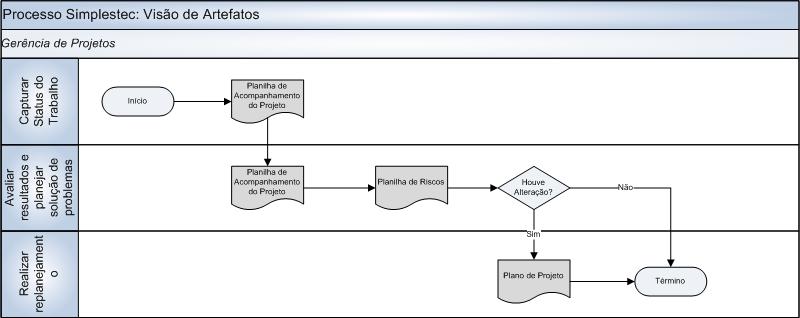 Processo Simplestec: Visão de Artefatos
Gerência de Projetos
Capturar
Status do
Trabalho
Início
Planilha de
Acompanhamento
do Projeto
Avaliar
resultados e
planejar
solução de
problemas
Planilha de
Acompanhamento
do Projeto
Planilha de Riscos
Houve
Alteração?
Não
Sim
Realizar
replanejament
o
Plano de Projeto
Término